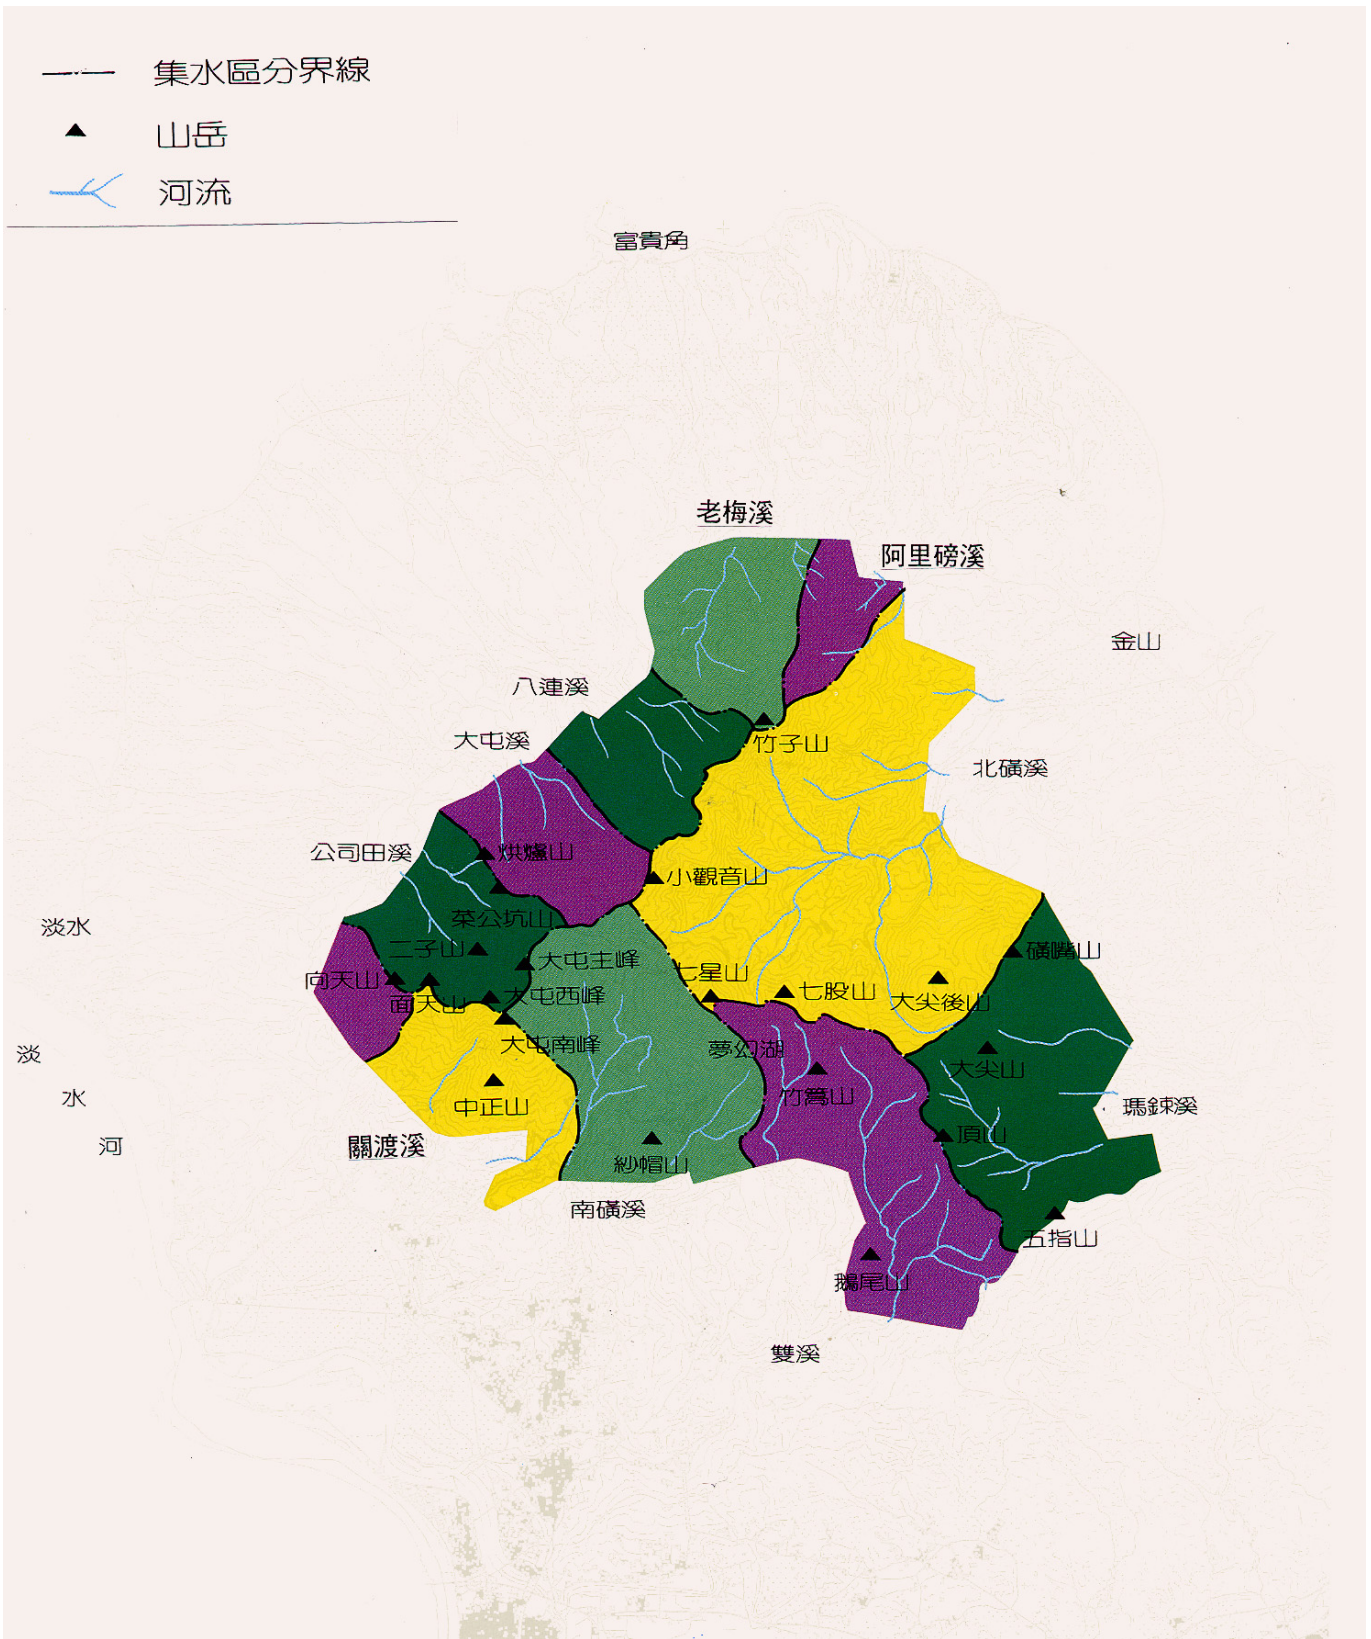 集水區分界線
山岳
河流
富貴角
老梅溪
阿里磅溪
金山
八連溪
大屯溪
竹子山
北磺溪
公司田溪
烘爐山
小觀音山
菜公坑山
淡水
二子山
大屯主峰
磺嘴山
向天山
面天山
大屯西峰
七星山
七股山
大尖後山
大屯南峰
夢幻湖
淡
水
河
大尖山
中正山
竹篙山
瑪鋉溪
頂山
關渡溪
紗帽山
南磺溪
五指山
鵝尾山
雙溪